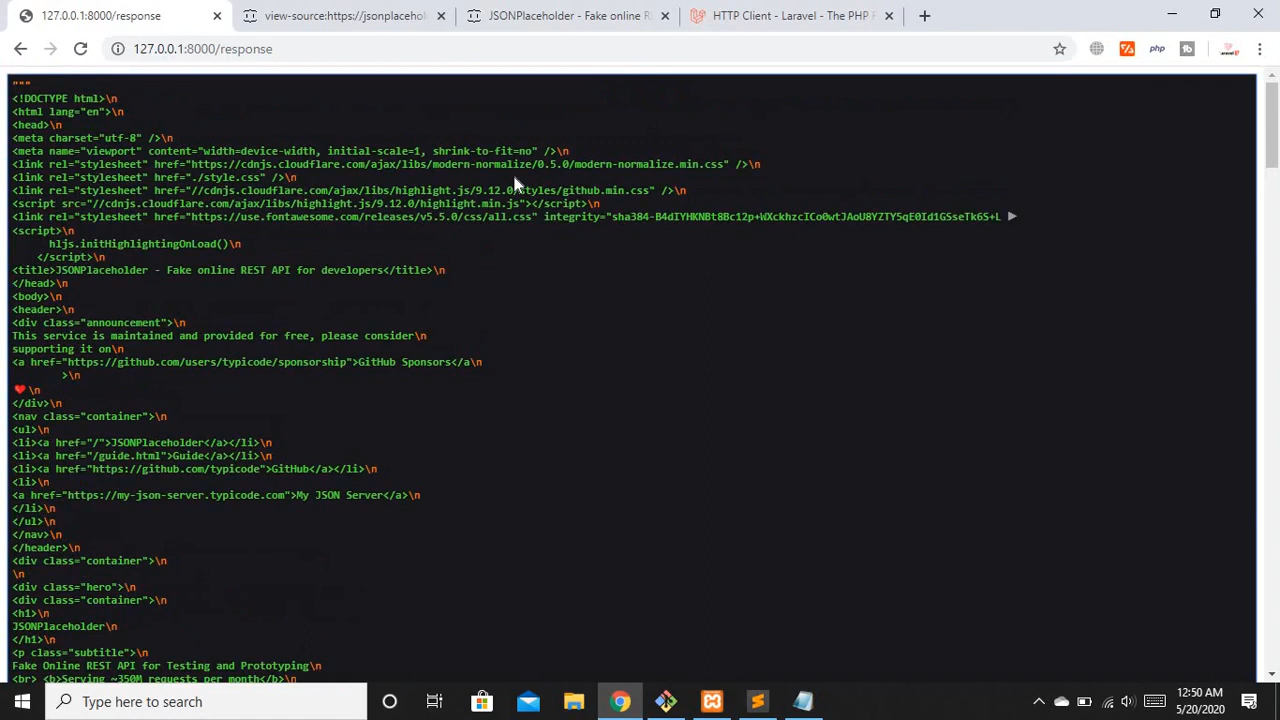 127.0.0.1:8000/response
view-source:https://jsonplacehol
JSONPlaceholder - Fake online R
HTTP Client - Laravel - The PHP F
127.0.0.1:8000/response
php
"""
<!DOCTYPE html>\n
<html lang="en">\n
<head>\n
<meta charset="utf-8" />\n
<meta name="viewport" content="width=device-width, initial-scale=1, shrink-to-fit=no" />\n
<link rel="stylesheet" href="https://cdnjs.cloudflare.com/ajax/libs/modern-normalize/0.5.0/modern-normalize.min.css" />\n
<link rel="stylesheet" href="./style.css" />\n
<link rel="stylesheet" href="//cdnjs.cloudflare.com/ajax/libs/highlight.js/9.12.0/styles/github.min.css" />\n
<script src="//cdnjs.cloudflare.com/ajax/libs/highlight.js/9.12.0/highlight.min.js"></script>\n
<link rel="stylesheet" href="https://use.fontawesome.com/releases/v5.5.0/css/all.css" integrity="sha384-B4dIYHKNBt8Bc12p+WXckhzcICo0wtJAoU8YZTY5qE0Id1GSseTk6S+L ▶
<script>\n
hljs.initHighlightingOnLoad()\n
</script>\n
<title>JSONPlaceholder - Fake online REST API for developers</title>\n
</head>\n
<body>\n
<header>\n
<div class="announcement">\n
This service is maintained and provided for free, please consider\n
supporting it on\n
<a href="https://github.com/users/typicode/sponsorship">GitHub Sponsors</a\n
>\n
❤️\n
</div>\n
<nav class="container">\n
<ul>\n
<li><a href="/">JSONPlaceholder</a></li>\n
<li><a href="/guide.html">Guide</a></li>\n
<li><a href="https://github.com/typicode">GitHub</a></li>\n
<li>\n
<a href="https://my-json-server.typicode.com">My JSON Server</a>\n
</li>\n
</ul>\n
</nav>\n
</header>\n
<div class="container">\n
\n
<div class="hero">\n
<div class="container">\n
<h1>\n
JSONPlaceholder\n
</h1>\n
<p class="subtitle">\n
Fake Online REST API for Testing and Prototyping\n
<br> <b>Serving ~350M requests per month</b>\n
Type here to search
12:50 AM
5/20/2020